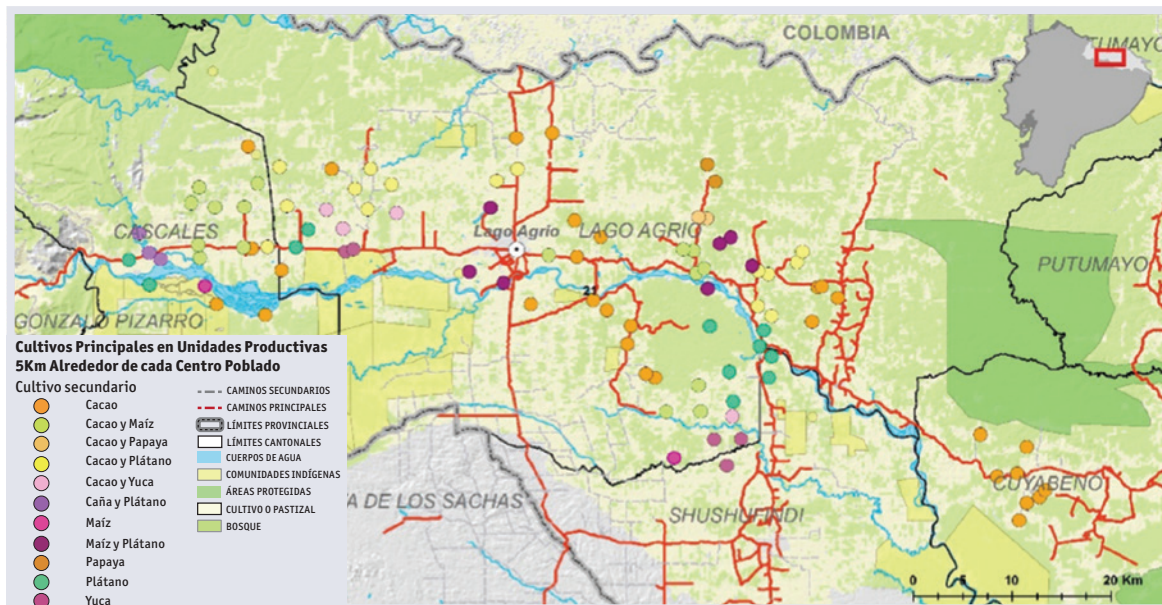 COLOMBIA
TUMAYO
CASCALES
Lago Agrio
LAGO AGRIO
PUTUMAYO
21
GONZALO PIZARRO
Cultivos Principales en Unidades Productivas
5Km Alrededor de cada Centro Poblado
Cultivo secundario
Cacao
Cacao y Maíz
Cacao y Papaya
Cacao y Plátano
Cacao y Yuca
Caña y Plátano
Maíz
Maíz y Plátano
Papaya
Plátano
Yuca
CAMINOS SECUNDARIOS
CAMINOS PRINCIPALES
LÍMITES PROVINCIALES
LÍMITES CANTONALES
CUERPOS DE AGUA
COMUNIDADES INDÍGENAS
ÁREAS PROTEGIDAS
CULTIVO O PASTIZAL
BOSQUE
A DE LOS SACHAS
SHUSHUFINDI
CUYABENO
0 5 10 20 Km